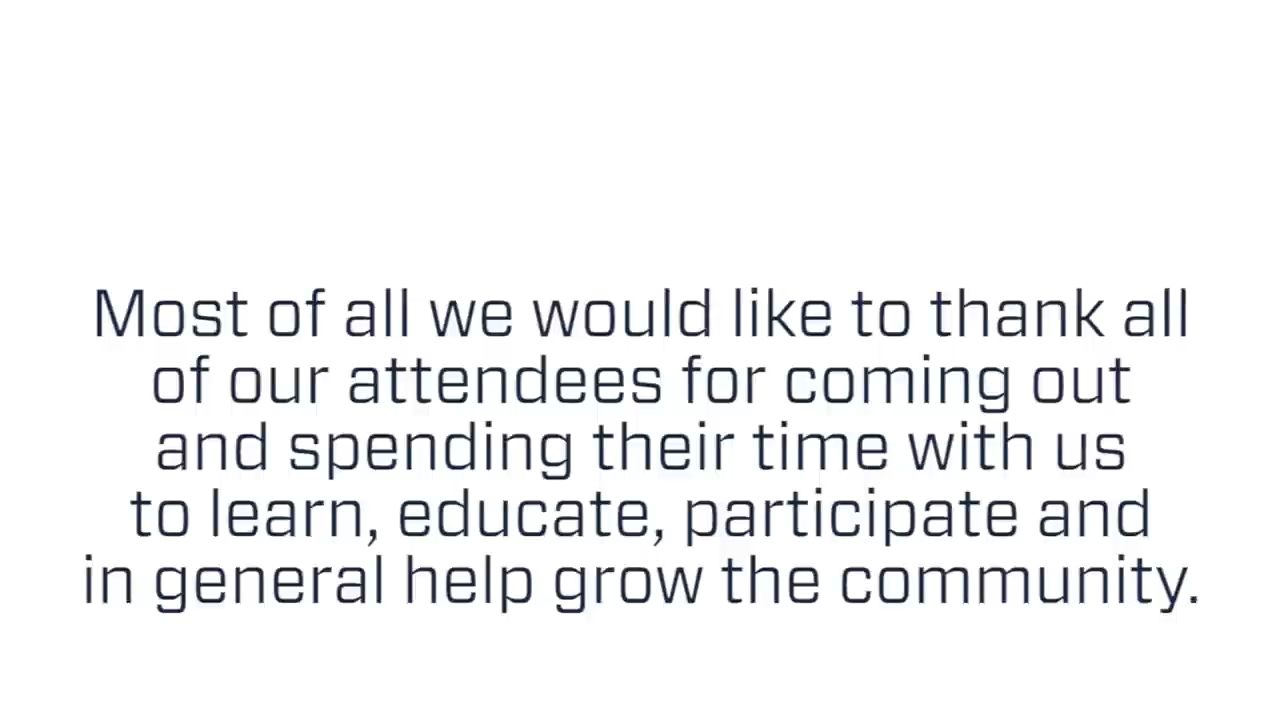 Most of all we would like to thank all
of our attendees for coming out
and spending their time with us
to learn, educate, participate and
in general help grow the community.